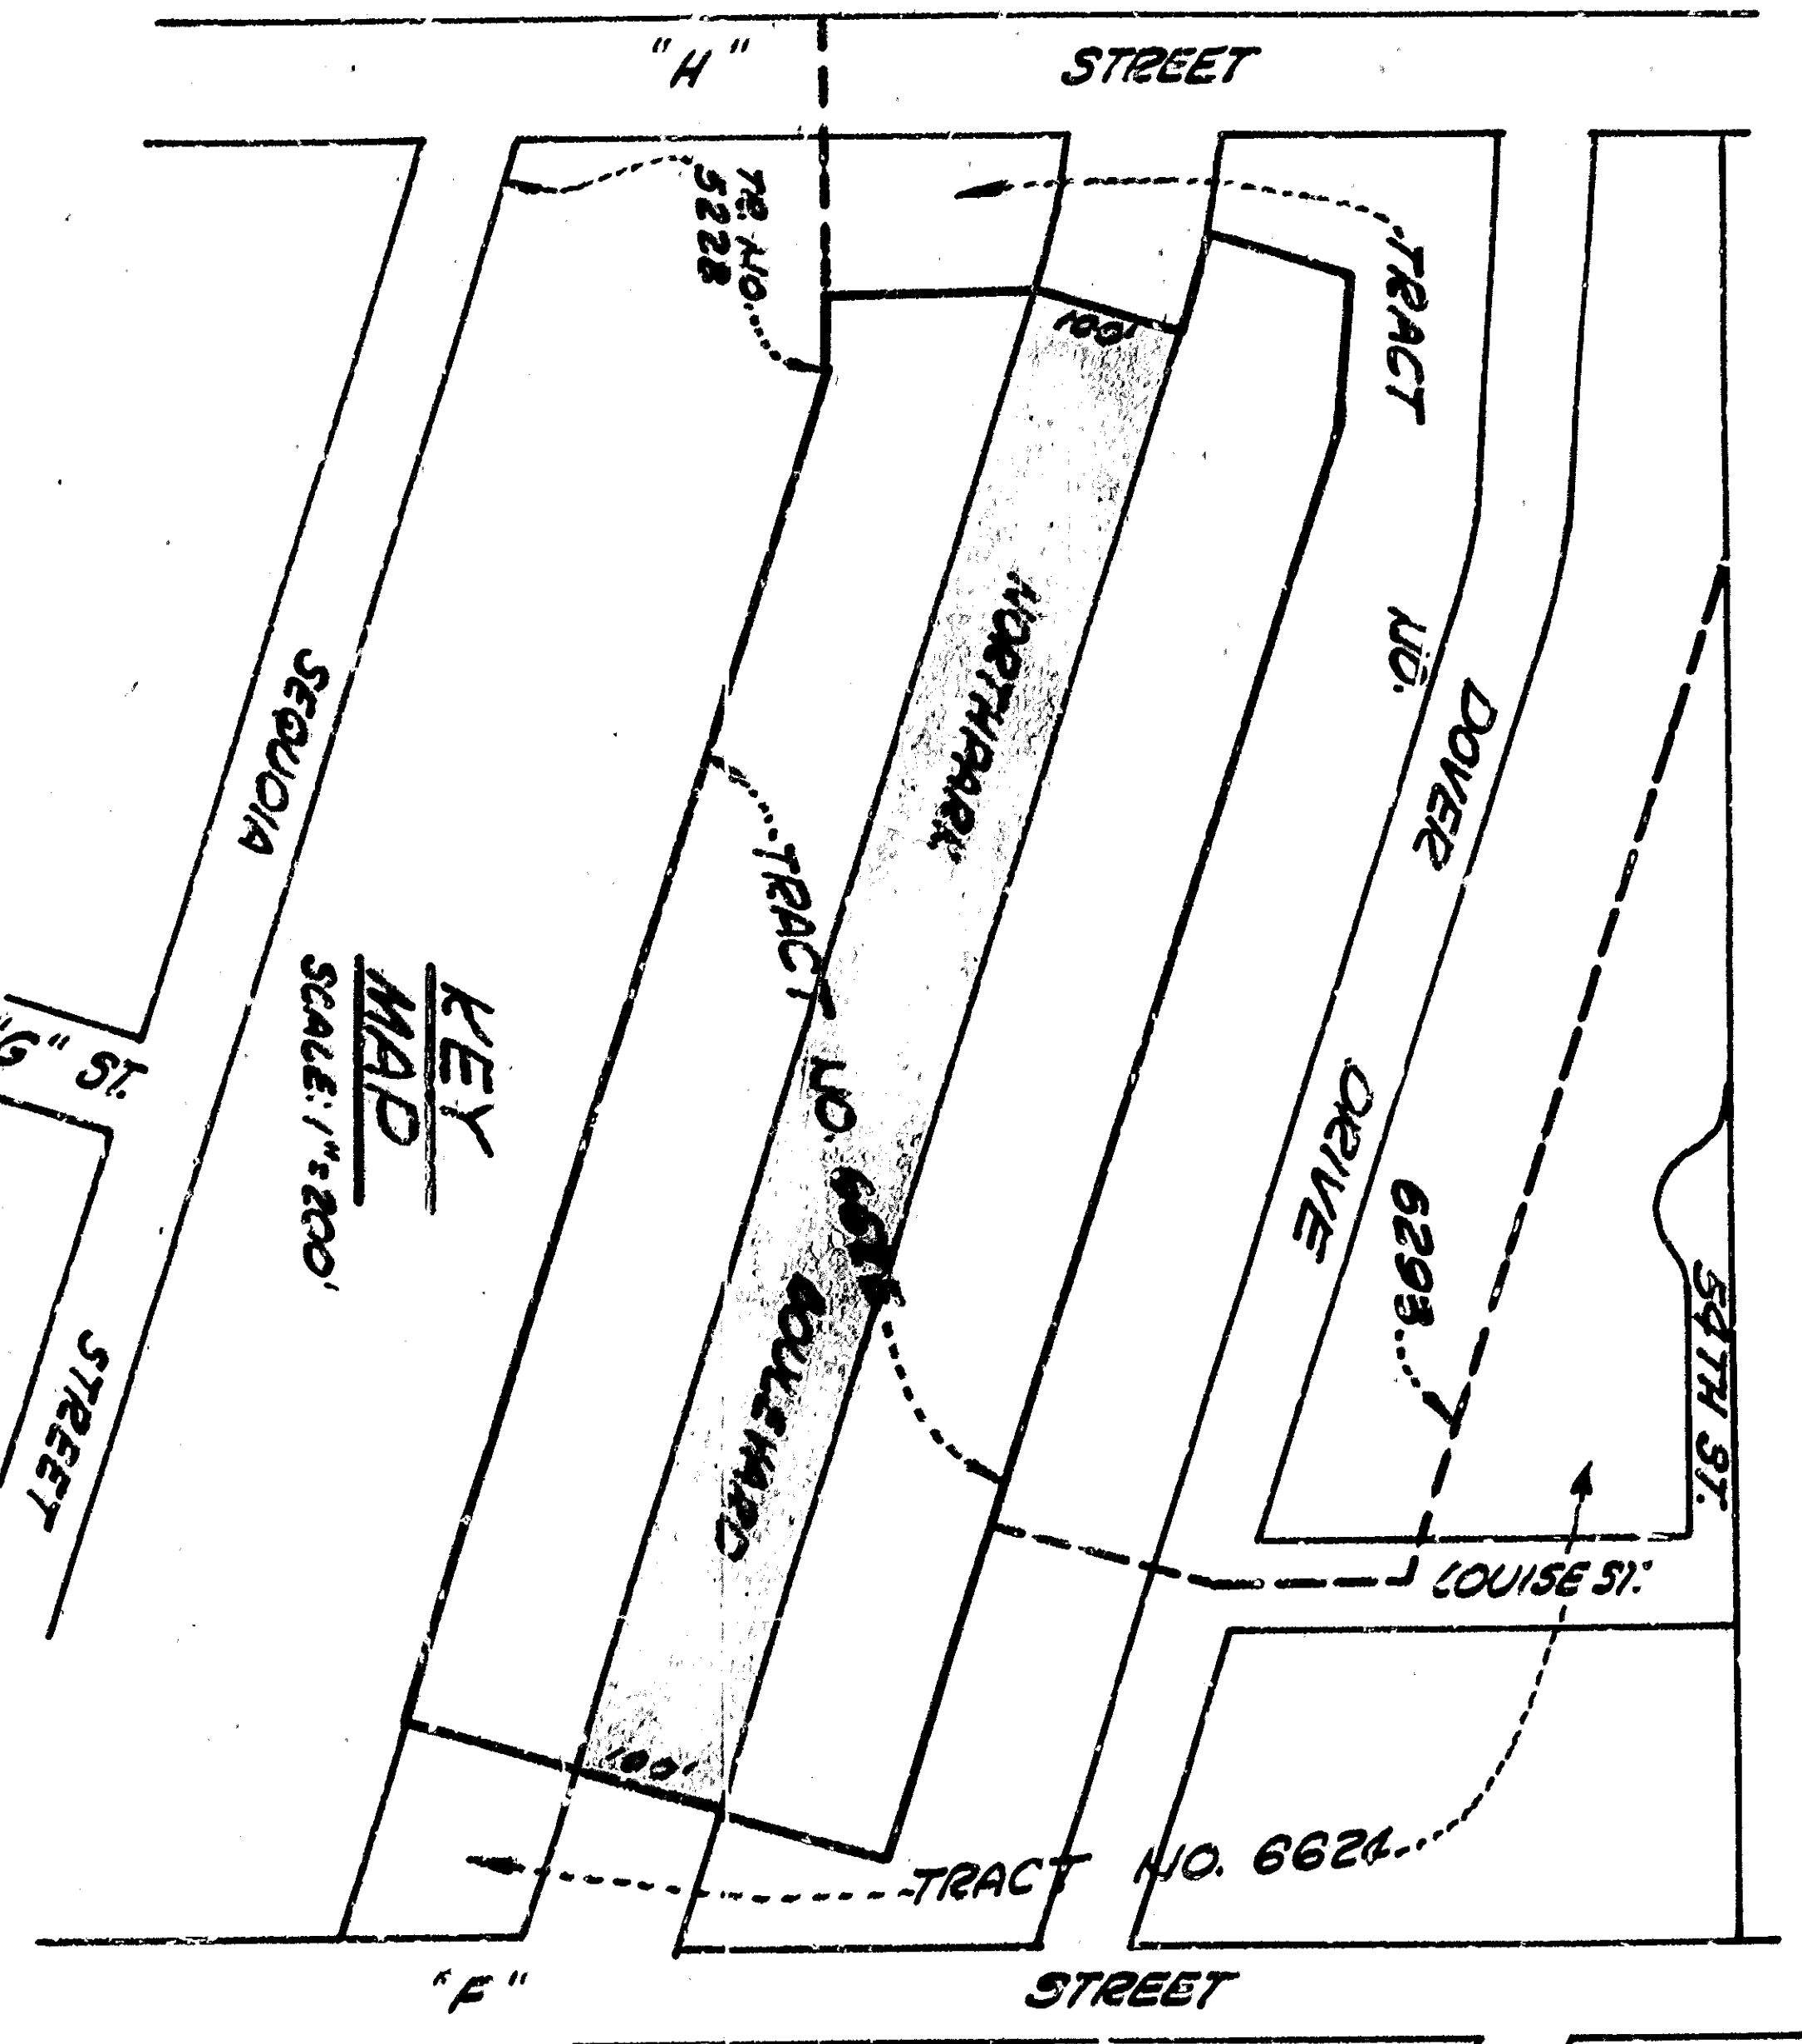 "H" STREET
TR. NO.
5228
TRACT NO. 6293
100'
NORTHPARK BOULEVARD
DOVER DRIVE
SEQUOIA STREET
TRACT NO.
KEY
MAP
SCALE: 1"=200'
"G" ST.
54TH ST.
LOUISE ST.
100'
TRACT NO. 6624
"F" STREET